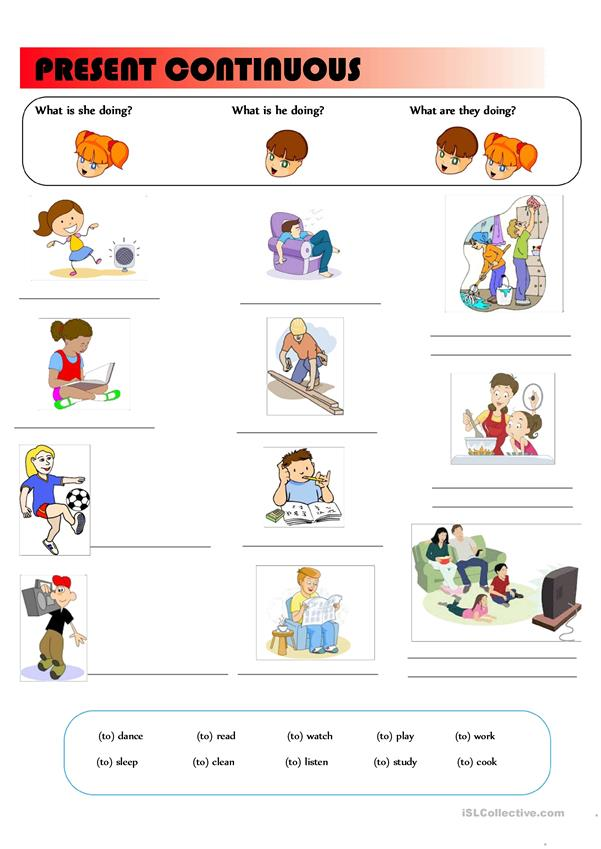 PRESENT CONTINUOUS
What is she doing? What is he doing? What are they doing?
(to) dance (to) read (to) watch (to) play (to) work
(to) sleep (to) clean (to) listen (to) study (to) cook
iSLCollective.com